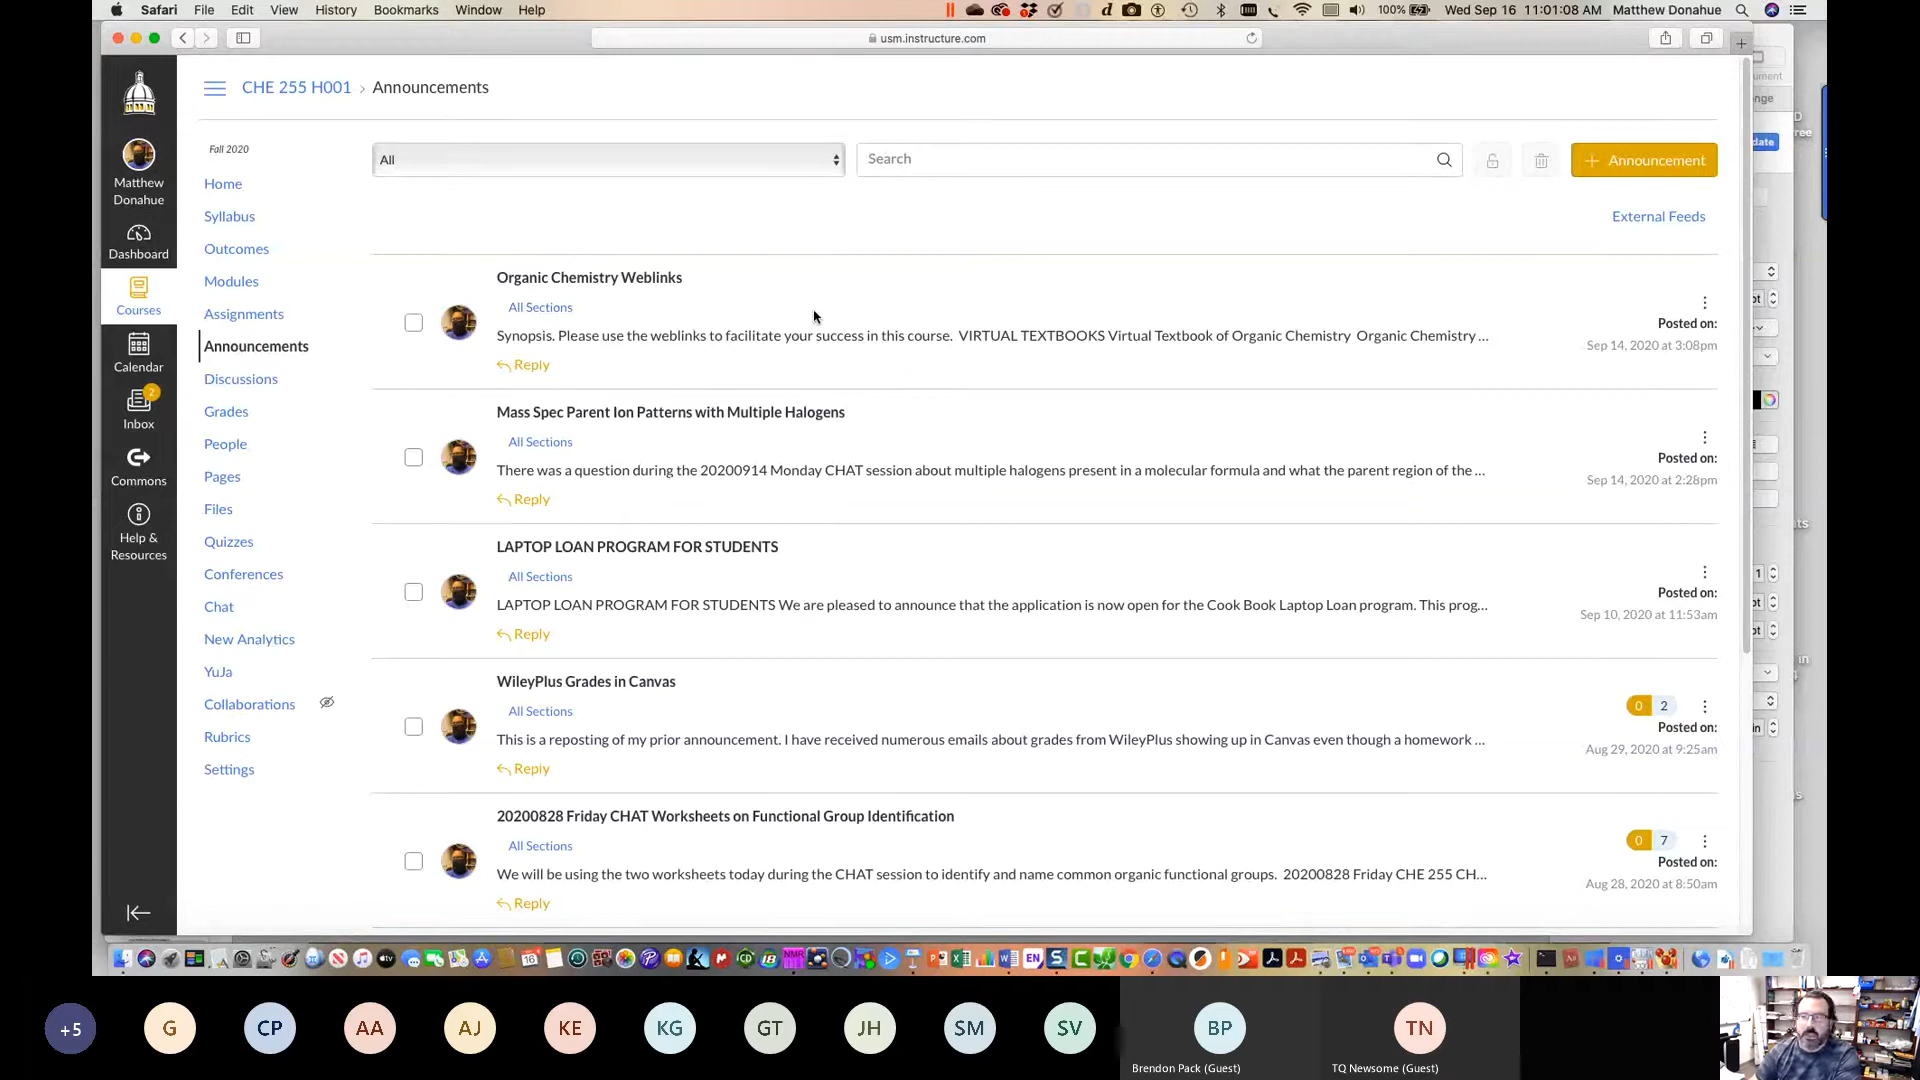 Safari File Edit View History Bookmarks Window Help
100% Wed Sep 16 11:01:08 AM Matthew Donahue
usm.instructure.com
CHE 255 H001 › Announcements
Fall 2020
Home
Syllabus
Outcomes
Modules
Assignments
Announcements
Discussions
Grades
People
Pages
Files
Quizzes
Conferences
Chat
New Analytics
YuJa
Collaborations
Rubrics
Settings
Matthew
Donahue
Dashboard
Courses
Calendar
2
Inbox
Commons
Help &
Resources
All
Search
+ Announcement
External Feeds
Organic Chemistry Weblinks
All Sections
Synopsis. Please use the weblinks to facilitate your success in this course. VIRTUAL TEXTBOOKS Virtual Textbook of Organic Chemistry Organic Chemistry ...
Reply
Posted on:
Sep 14, 2020 at 3:08pm
Mass Spec Parent Ion Patterns with Multiple Halogens
All Sections
There was a question during the 20200914 Monday CHAT session about multiple halogens present in a molecular formula and what the parent region of the ...
Reply
Posted on:
Sep 14, 2020 at 2:28pm
LAPTOP LOAN PROGRAM FOR STUDENTS
All Sections
LAPTOP LOAN PROGRAM FOR STUDENTS We are pleased to announce that the application is now open for the Cook Book Laptop Loan program. This prog...
Reply
Posted on:
Sep 10, 2020 at 11:53am
WileyPlus Grades in Canvas
All Sections
This is a reposting of my prior announcement. I have received numerous emails about grades from WileyPlus showing up in Canvas even though a homework ...
Reply
0 2
Posted on:
Aug 29, 2020 at 9:25am
20200828 Friday CHAT Worksheets on Functional Group Identification
All Sections
We will be using the two worksheets today during the CHAT session to identify and name common organic functional groups. 20200828 Friday CHE 255 CH...
Reply
0 7
Posted on:
Aug 28, 2020 at 8:50am
+5 G CP AA AJ KE KG GT JH SM SV BP TN
Brendon Pack (Guest)
TQ Newsome (Guest)